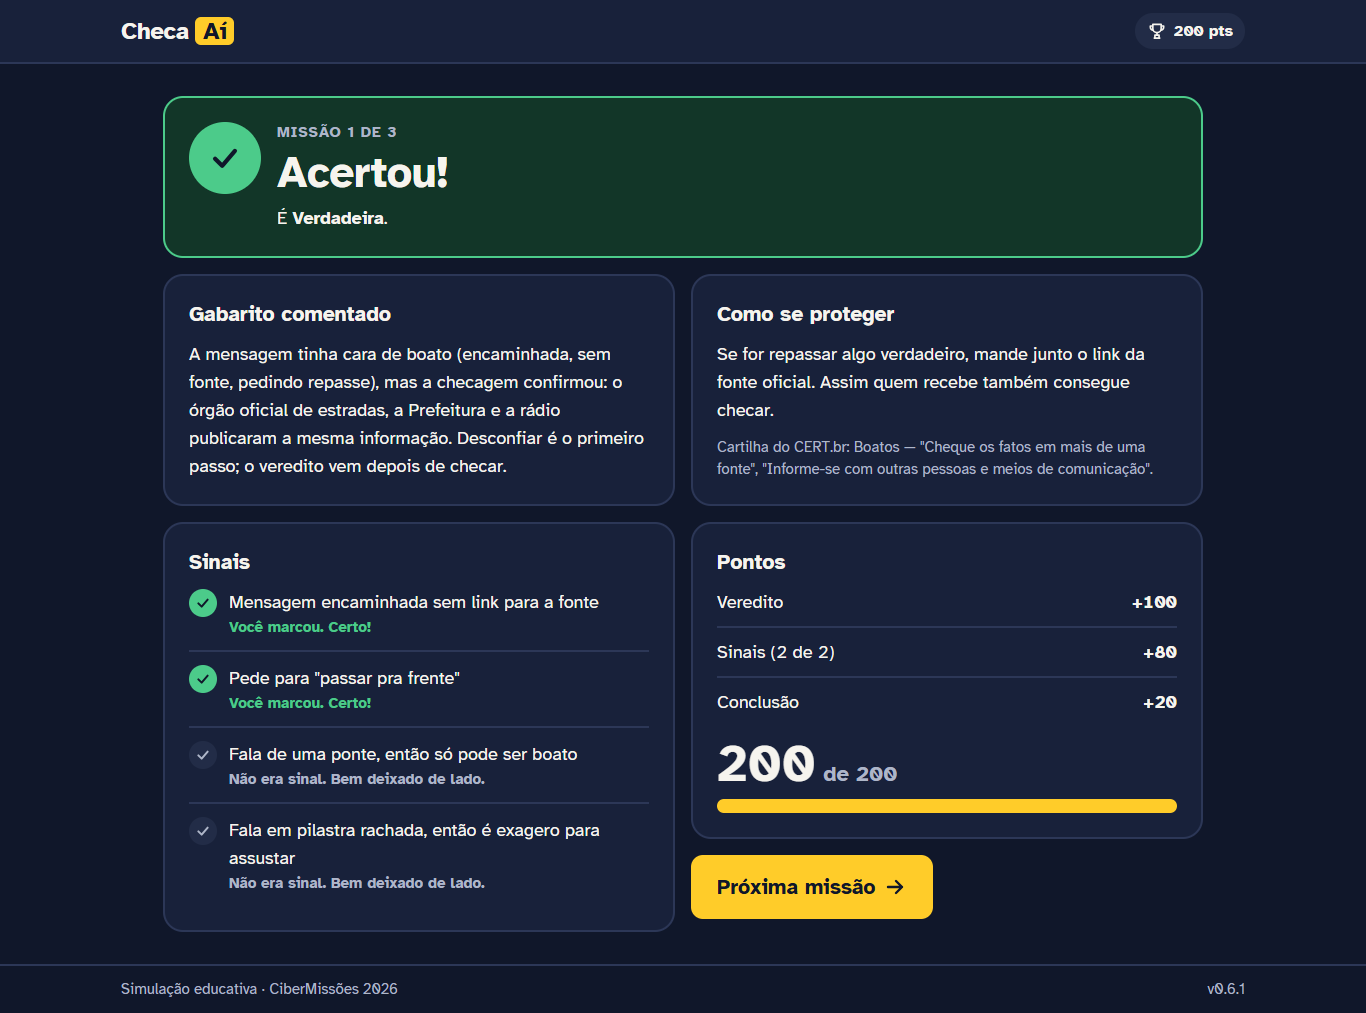 Checa Aí
200 pts
MISSÃO 1 DE 3
Acertou!
É Verdadeira.
Gabarito comentado
A mensagem tinha cara de boato (encaminhada, sem
fonte, pedindo repasse), mas a checagem confirmou: o
órgão oficial de estradas, a Prefeitura e a rádio
publicaram a mesma informação. Desconfiar é o primeiro
passo; o veredito vem depois de checar.
Como se proteger
Se for repassar algo verdadeiro, mande junto o link da
fonte oficial. Assim quem recebe também consegue
checar.
Cartilha do CERT.br: Boatos — "Cheque os fatos em mais de uma
fonte", "Informe-se com outras pessoas e meios de comunicação".
Sinais
Mensagem encaminhada sem link para a fonte
Você marcou. Certo!
Pede para "passar pra frente"
Você marcou. Certo!
Fala de uma ponte, então só pode ser boato
Não era sinal. Bem deixado de lado.
Fala em pilastra rachada, então é exagero para
assustar
Não era sinal. Bem deixado de lado.
Pontos
Veredito +100
Sinais (2 de 2) +80
Conclusão +20
200 de 200
Próxima missão →
Simulação educativa · CiberMissões 2026
v0.6.1